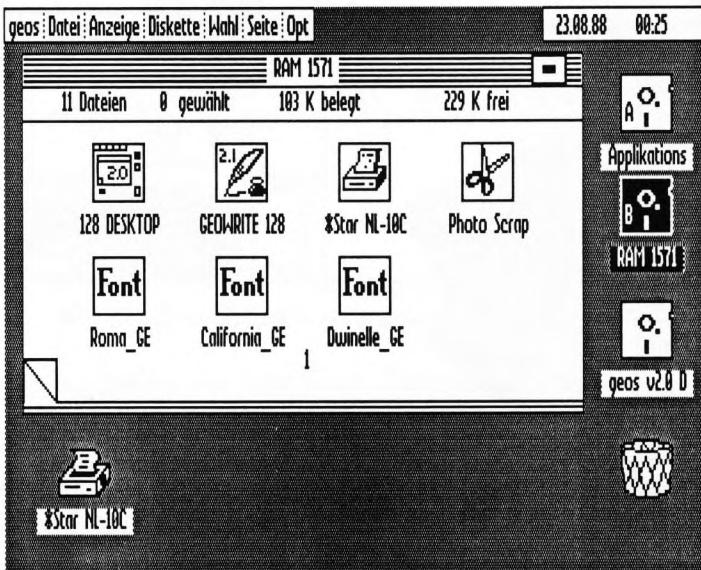 geos Datei Anzeige Diskette Wahl Seite Opt 23.08.88 00:25
RAM 1571
11 Dateien 0 gewählt 103 K belegt 229 K frei
2.0 2.1
128 DESKTOP GEOWRITE 128 *Star NL-10C Photo Scrap
Font Font Font
Roma_GE California_GE Dwinelle_GE
1
A
Applikations
B
RAM 1571
geos v2.0 D
*Star NL-10C